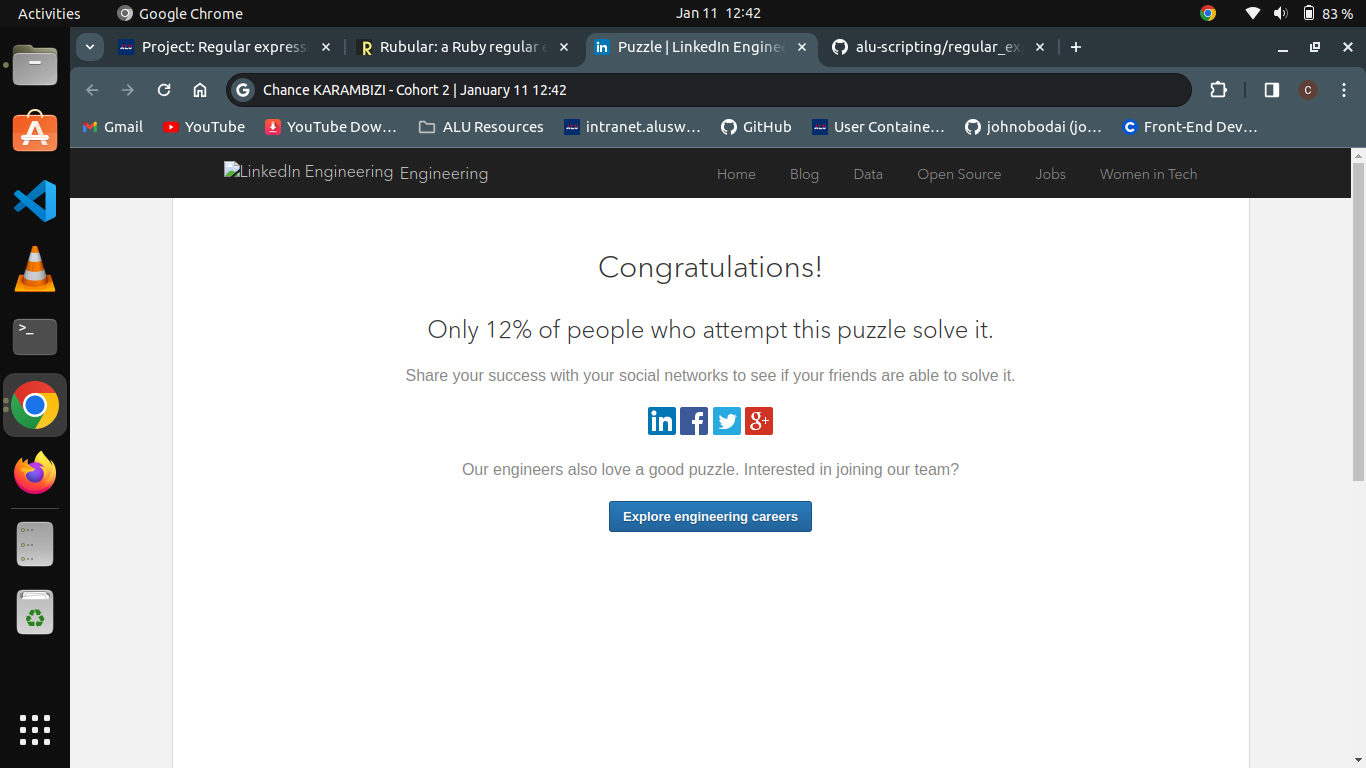 Activities
Google Chrome
Jan 11 12:42
83 %
Project: Regular express
Rubular: a Ruby regular e
Puzzle | LinkedIn Enginee
alu-scripting/regular_ex
Chance KARAMBIZI - Cohort 2 | January 11 12:42
C
Gmail
YouTube
YouTube Dow…
ALU Resources
intranet.alusw…
GitHub
User Containe…
johnobodai (jo…
Front-End Dev…
LinkedIn Engineering Engineering
Home
Blog
Data
Open Source
Jobs
Women in Tech
Congratulations!
Only 12% of people who attempt this puzzle solve it.
Share your success with your social networks to see if your friends are able to solve it.
Our engineers also love a good puzzle. Interested in joining our team?
Explore engineering careers